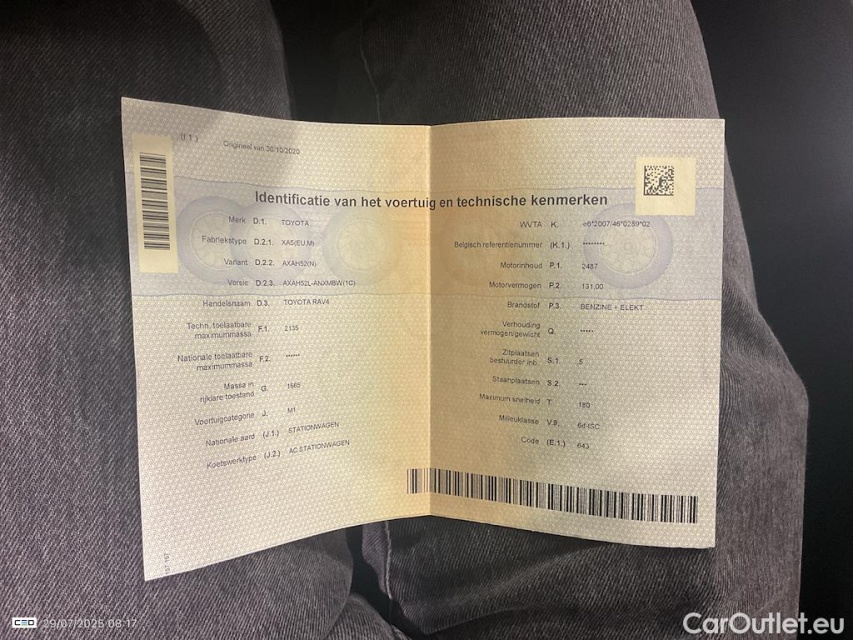 (I.1.)
Origineel van 30/10/2020
Identificatie van het voertuig en technische kenmerken
Merk D.1. TOYOTA
Fabriekstype D.2.1. XA5(EU,M)
Variant D.2.2. AXAH52(N)
Versie D.2.3. AXAH52L-ANXMBW(1C)
Handelsnaam D.3. TOYOTA RAV4
Techn. toelaatbare
maximummassa F.1. 2135
Nationale toelaatbare
maximummassa F.2. ******
Massa in
rijklare toestand G. 1665
Voertuigcategorie J. M1
Nationale aard (J.1.) STATIONWAGEN
Koetswerktype (J.2.) AC STATIONWAGEN
WVTA K. e6*2007/46*0289*02
Belgisch referentienummer (K.1.) ********
Motorinhoud P.1. 2487
Motorvermogen P.2. 131,00
Brandstof P.3. BENZINE + ELEKT
Verhouding
vermogen/gewicht Q. *****
Zitplaatsen
bestuurder inb. S.1. 5
Staanplaatsen S.2. ***
Maximum snelheid T. 180
Milieuklasse V.9. 6d-ISC
Code (E.1.) 643
29/07/2025 08:17
CarOutlet.eu